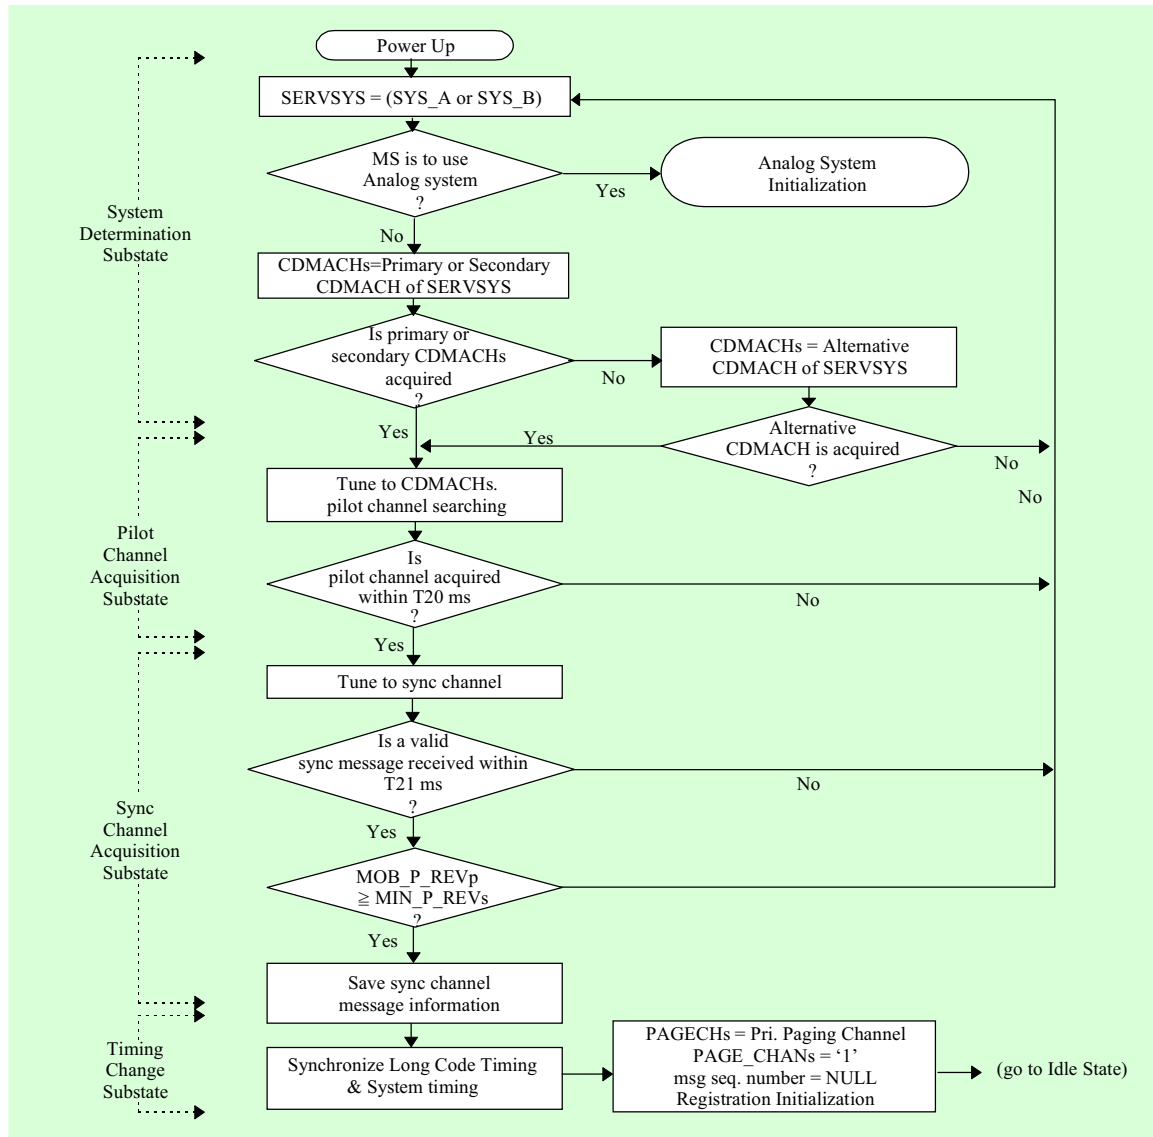 Power Up
SERVSYS = (SYS_A or SYS_B)
MS is to use
Analog system
?
Yes
Analog System
Initialization
No
System
Determination
Substate
CDMACHs=Primary or Secondary
CDMACH of SERVSYS
Is primary or
secondary CDMACHs
acquired
?
No
CDMACHs = Alternative
CDMACH of SERVSYS
Yes
Yes
Alternative
CDMACH is acquired
?
No
No
Tune to CDMACHs.
pilot channel searching
Pilot
Channel
Acquisition
Substate
Is
pilot channel acquired
within T20 ms
?
No
Yes
Tune to sync channel
Is a valid
sync message received within
T21 ms
?
No
Yes
Sync
Channel
Acquisition
Substate
MOB_P_REVp
≧ MIN_P_REVs
?
Yes
Save sync channel
message information
Timing
Change
Substate
Synchronize Long Code Timing
& System timing
PAGECHs = Pri. Paging Channel
PAGE_CHANs = ‘1’
msg seq. number = NULL
Registration Initialization
(go to Idle State)